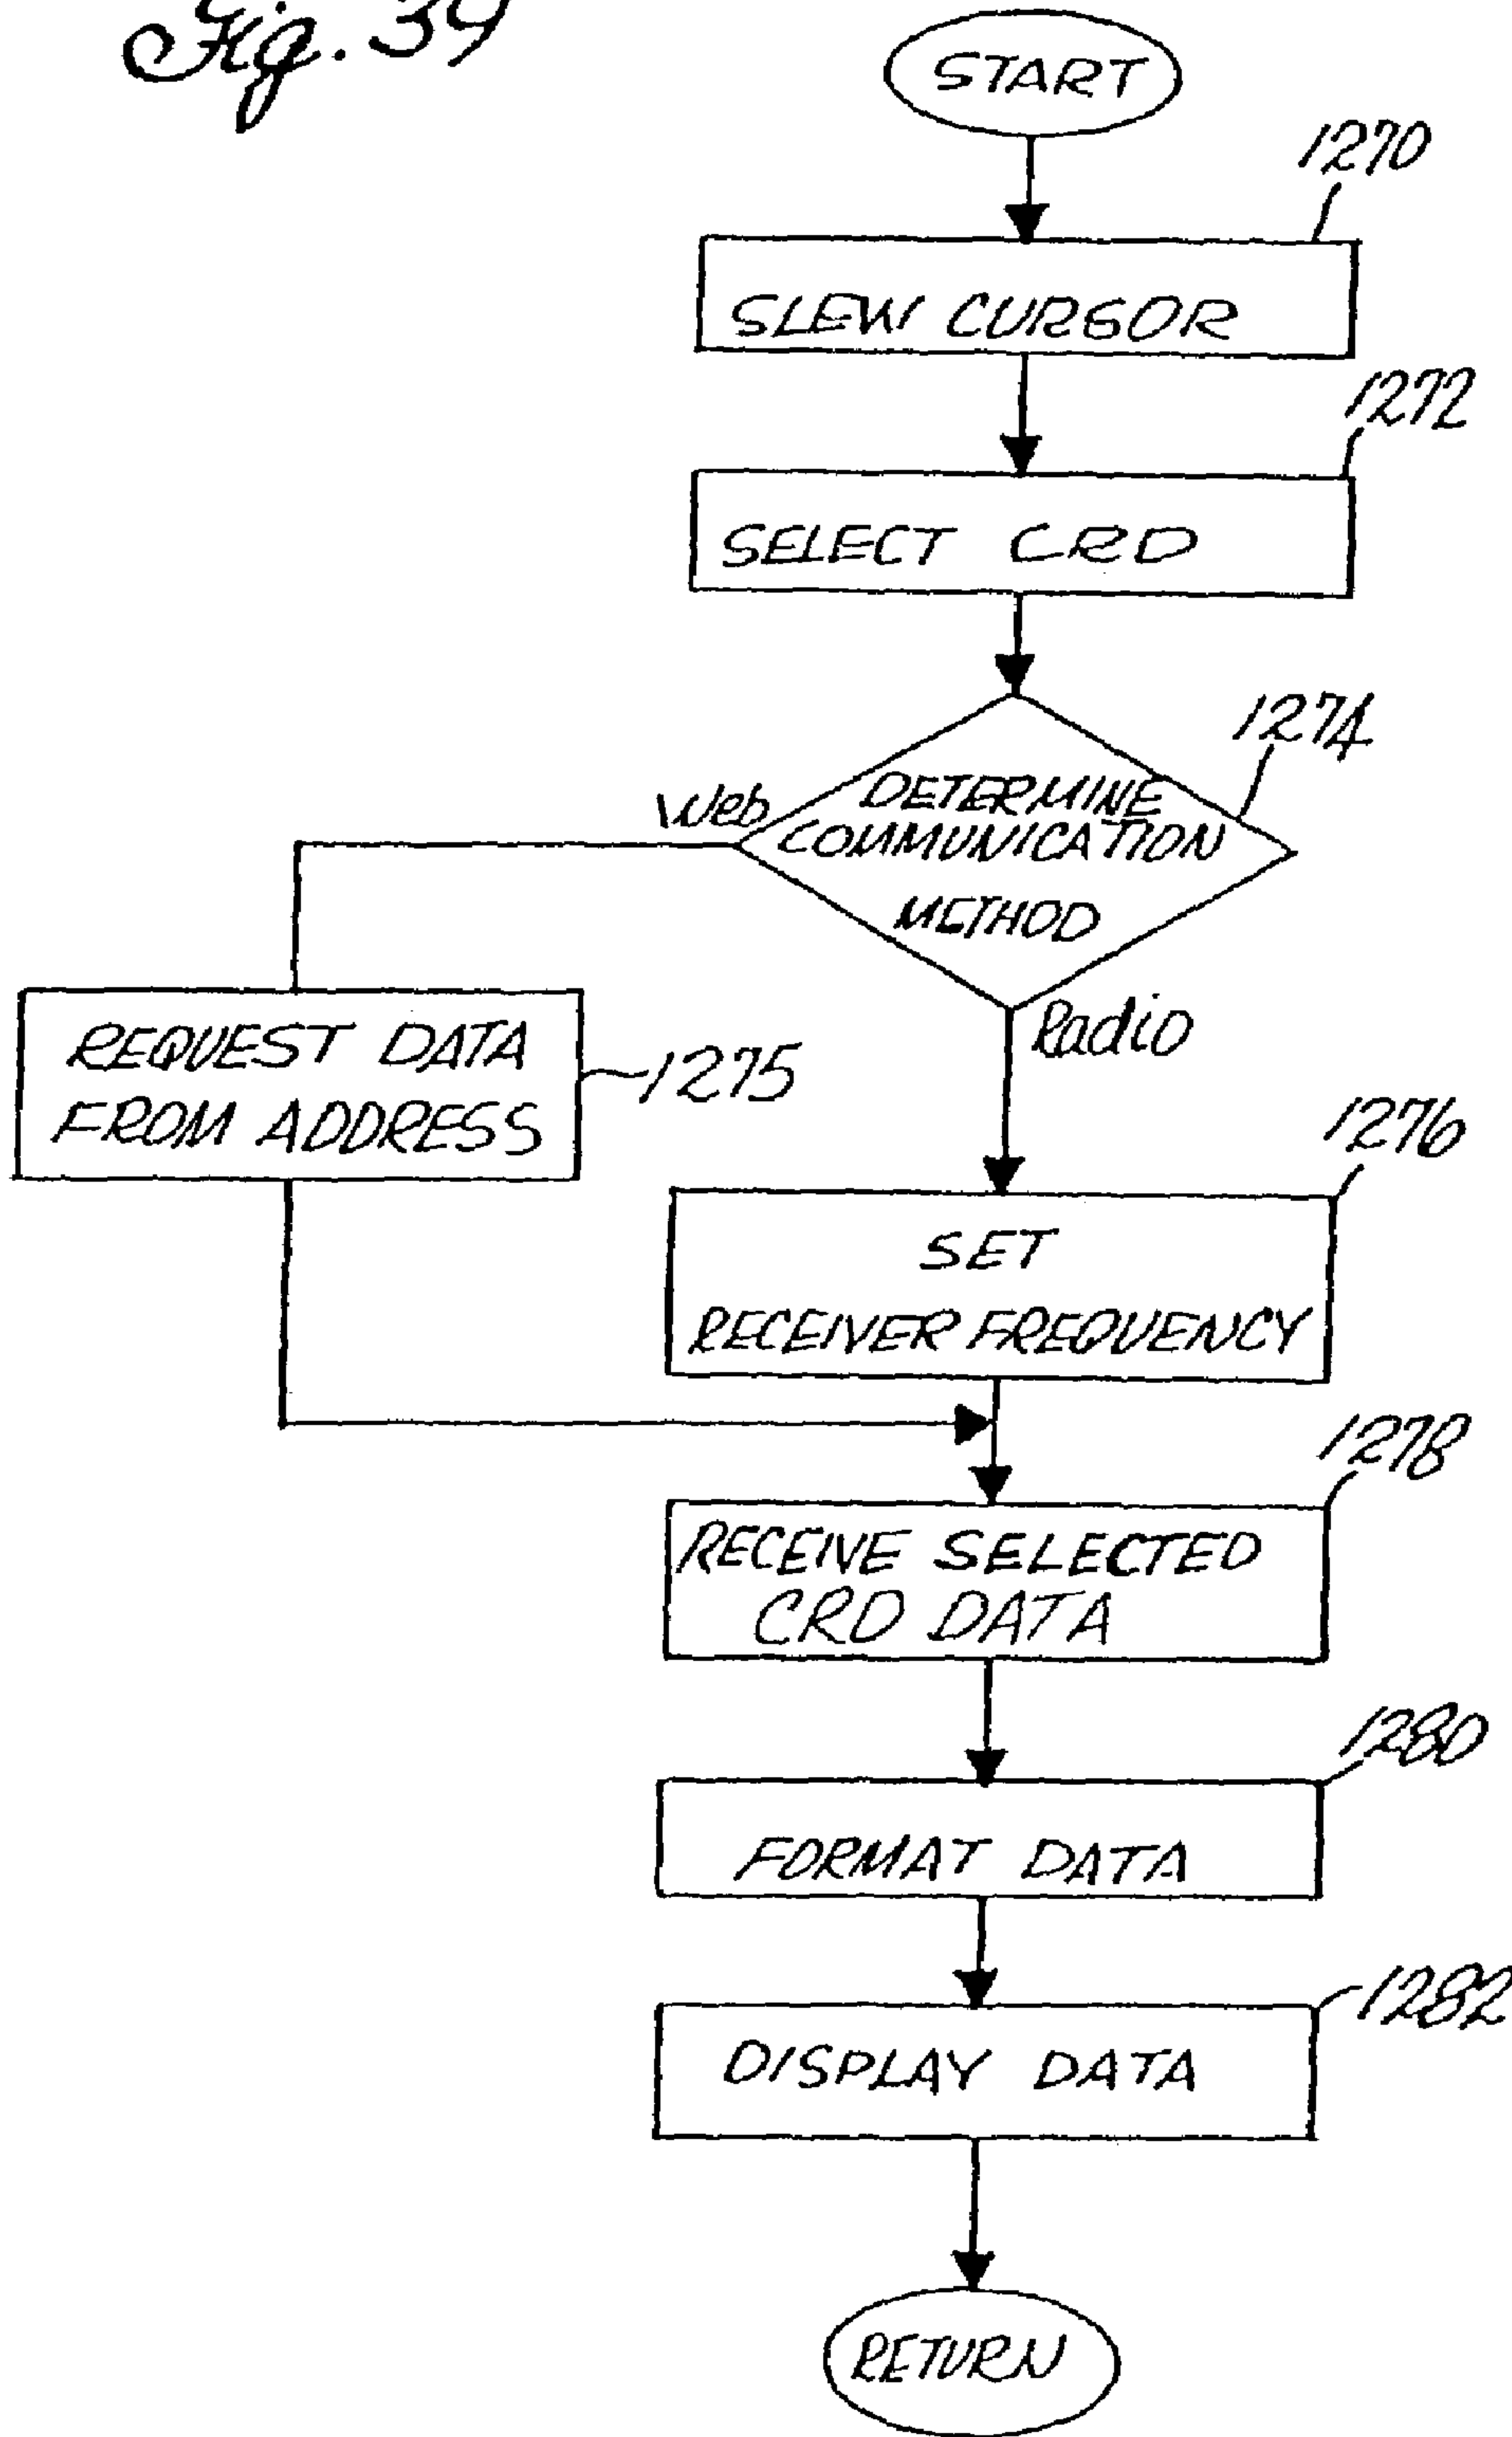 Fig. 39
START
1270
SLEW CURSOR
1272
SELECT CRD
1274
Web
DETERMINE
COMMUNICATION
METHOD
Radio
REQUEST DATA
FROM ADDRESS
1275
1276
SET
RECEIVER FREQUENCY
1278
RECEIVE SELECTED
CRD DATA
1280
FORMAT DATA
1282
DISPLAY DATA
RETURN